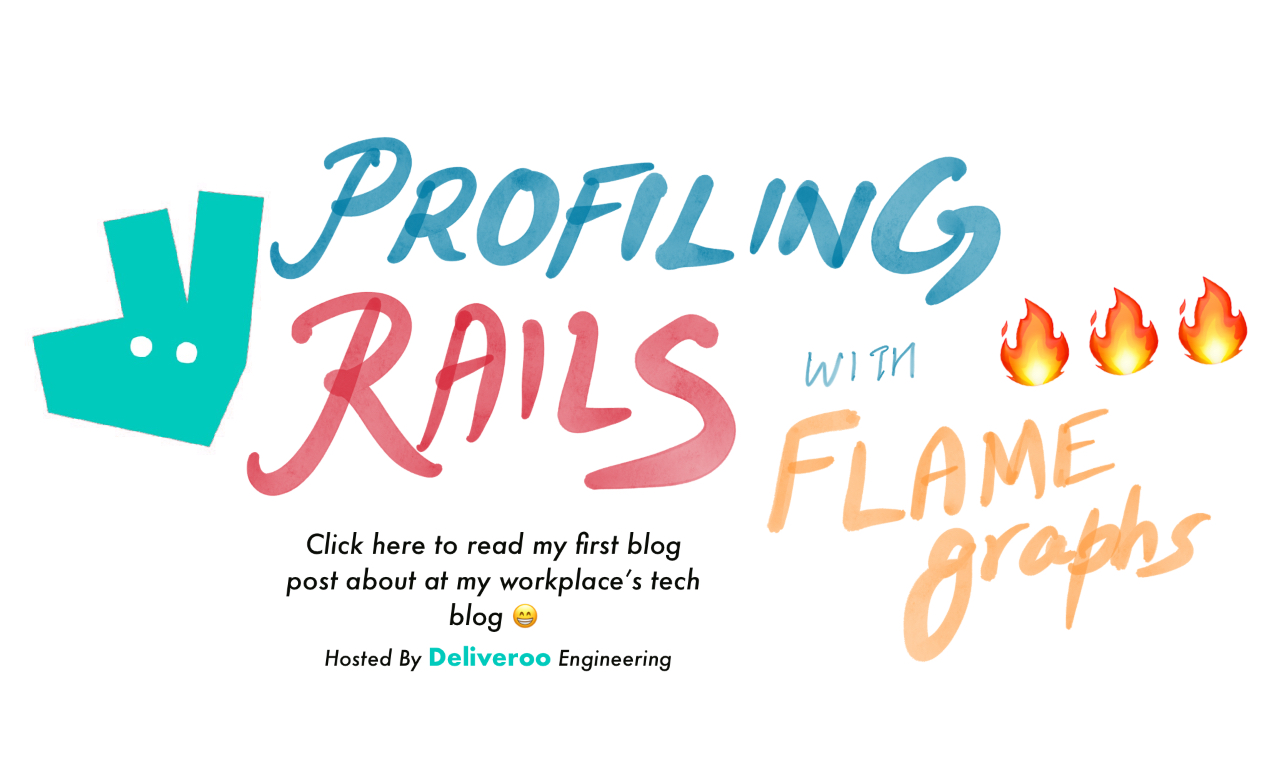 PROFILING
RAILS
WITH
FLAME
graphs
Click here to read my first blog
post about at my workplace’s tech
blog 😁
Hosted By Deliveroo Engineering